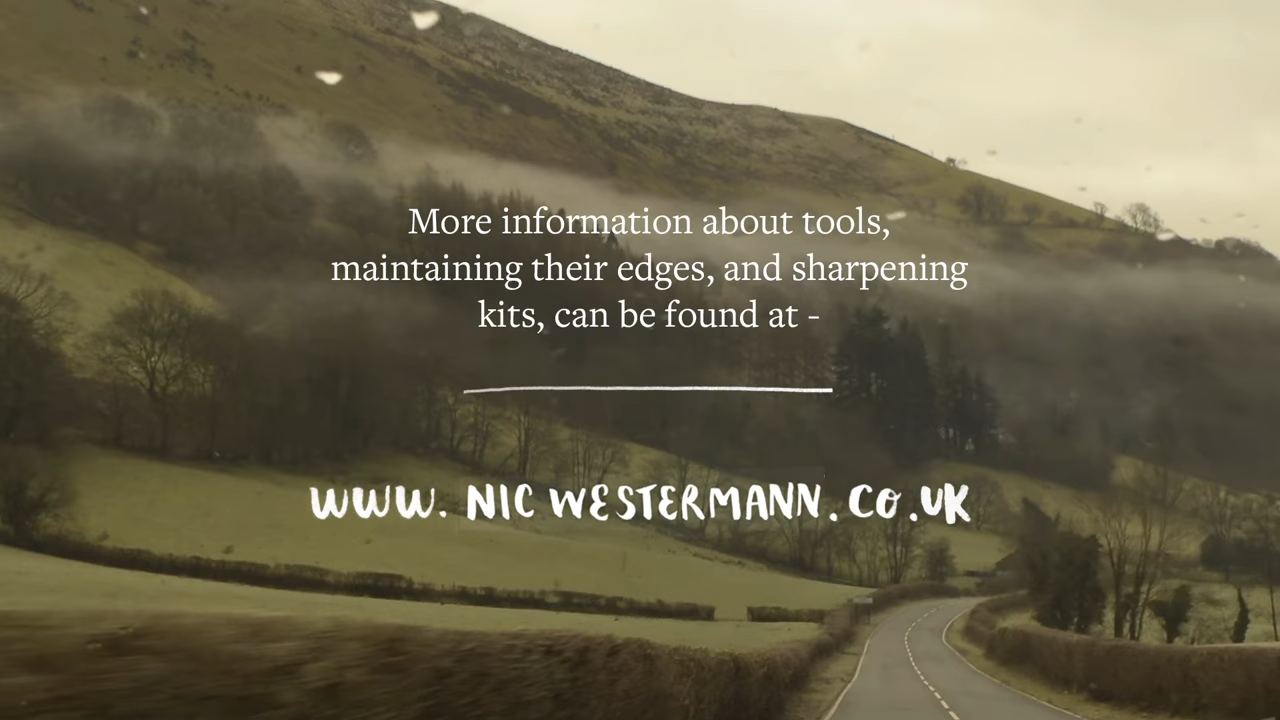 More information about tools,
maintaining their edges, and sharpening
kits, can be found at -
WWW. NIC WESTERMANN.CO.UK